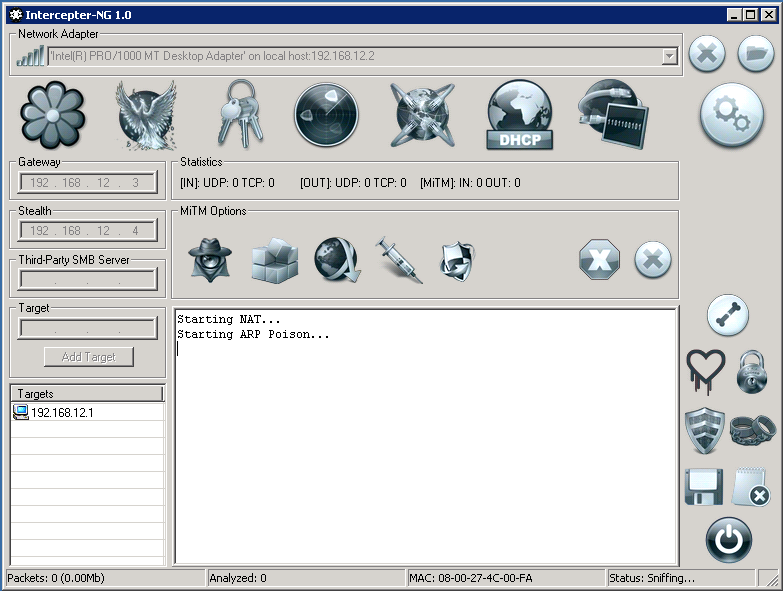 Intercepter-NG 1.0
Network Adapter
'Intel(R) PRO/1000 MT Desktop Adapter' on local host:192.168.12.2
DHCP
Gateway
192 . 168 . 12 . 3
Statistics
[IN]: UDP: 0 TCP: 0 [OUT]: UDP: 0 TCP: 0 [MiTM]: IN: 0 OUT: 0
Stealth
192 . 168 . 12 . 4
MiTM Options
Third-Party SMB Server
. . .
Target
. . .
Add Target
Targets
192.168.12.1
Starting NAT...
Starting ARP Poison...
Packets: 0 (0.00Mb)
Analyzed: 0
MAC: 08-00-27-4C-00-FA
Status: Sniffing...